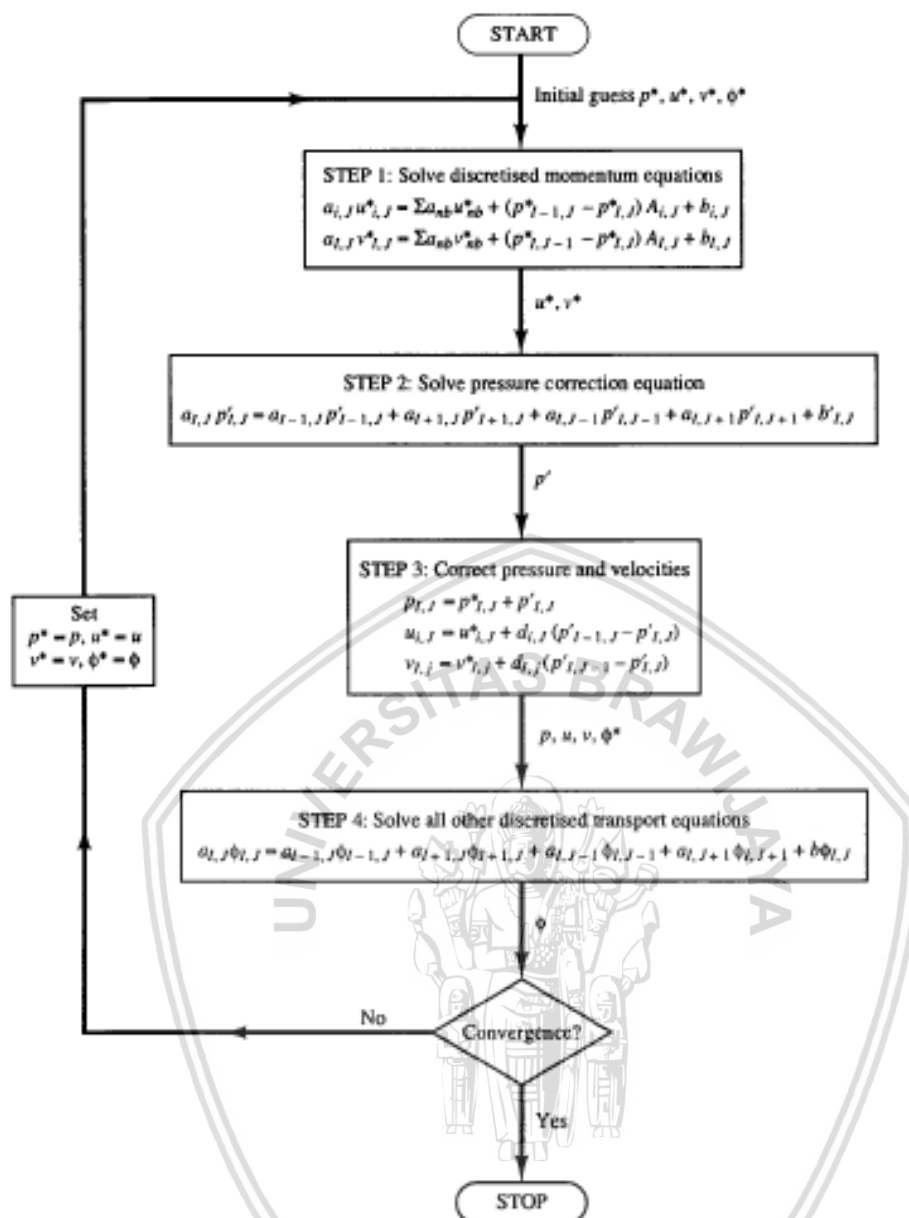 START
Initial guess p*, u*, v*, ϕ*
STEP 1: Solve discretised momentum equations
a_{i,J} u*_{i,J} = Σa_{nb}u*_{nb} + (p*_{I-1,J} − p*_{I,J}) A_{i,J} + b_{i,J}
a_{I,j} v*_{I,j} = Σa_{nb}v*_{nb} + (p*_{I,J-1} − p*_{I,J}) A_{I,j} + b_{I,j}
u*, v*
STEP 2: Solve pressure correction equation
a_{I,J} p'_{I,J} = a_{I-1,J} p'_{I-1,J} + a_{I+1,J} p'_{I+1,J} + a_{I,J-1} p'_{I,J-1} + a_{I,J+1} p'_{I,J+1} + b'_{I,J}
p'
STEP 3: Correct pressure and velocities
p_{I,J} = p*_{I,J} + p'_{I,J}
u_{i,J} = u*_{i,J} + d_{i,J} (p'_{I-1,J} − p'_{I,J})
v_{I,j} = v*_{I,j} + d_{I,j} (p'_{I,J-1} − p'_{I,J})
Set
p* = p, u* = u
v* = v, ϕ* = ϕ
p, u, v, ϕ*
STEP 4: Solve all other discretised transport equations
a_{I,J} ϕ_{I,J} = a_{I-1,J} ϕ_{I-1,J} + a_{I+1,J} ϕ_{I+1,J} + a_{I,J-1} ϕ_{I,J-1} + a_{I,J+1} ϕ_{I,J+1} + bϕ_{I,J}
ϕ
No
Convergence?
Yes
STOP
UNIVERSITAS BRAWIJAYA